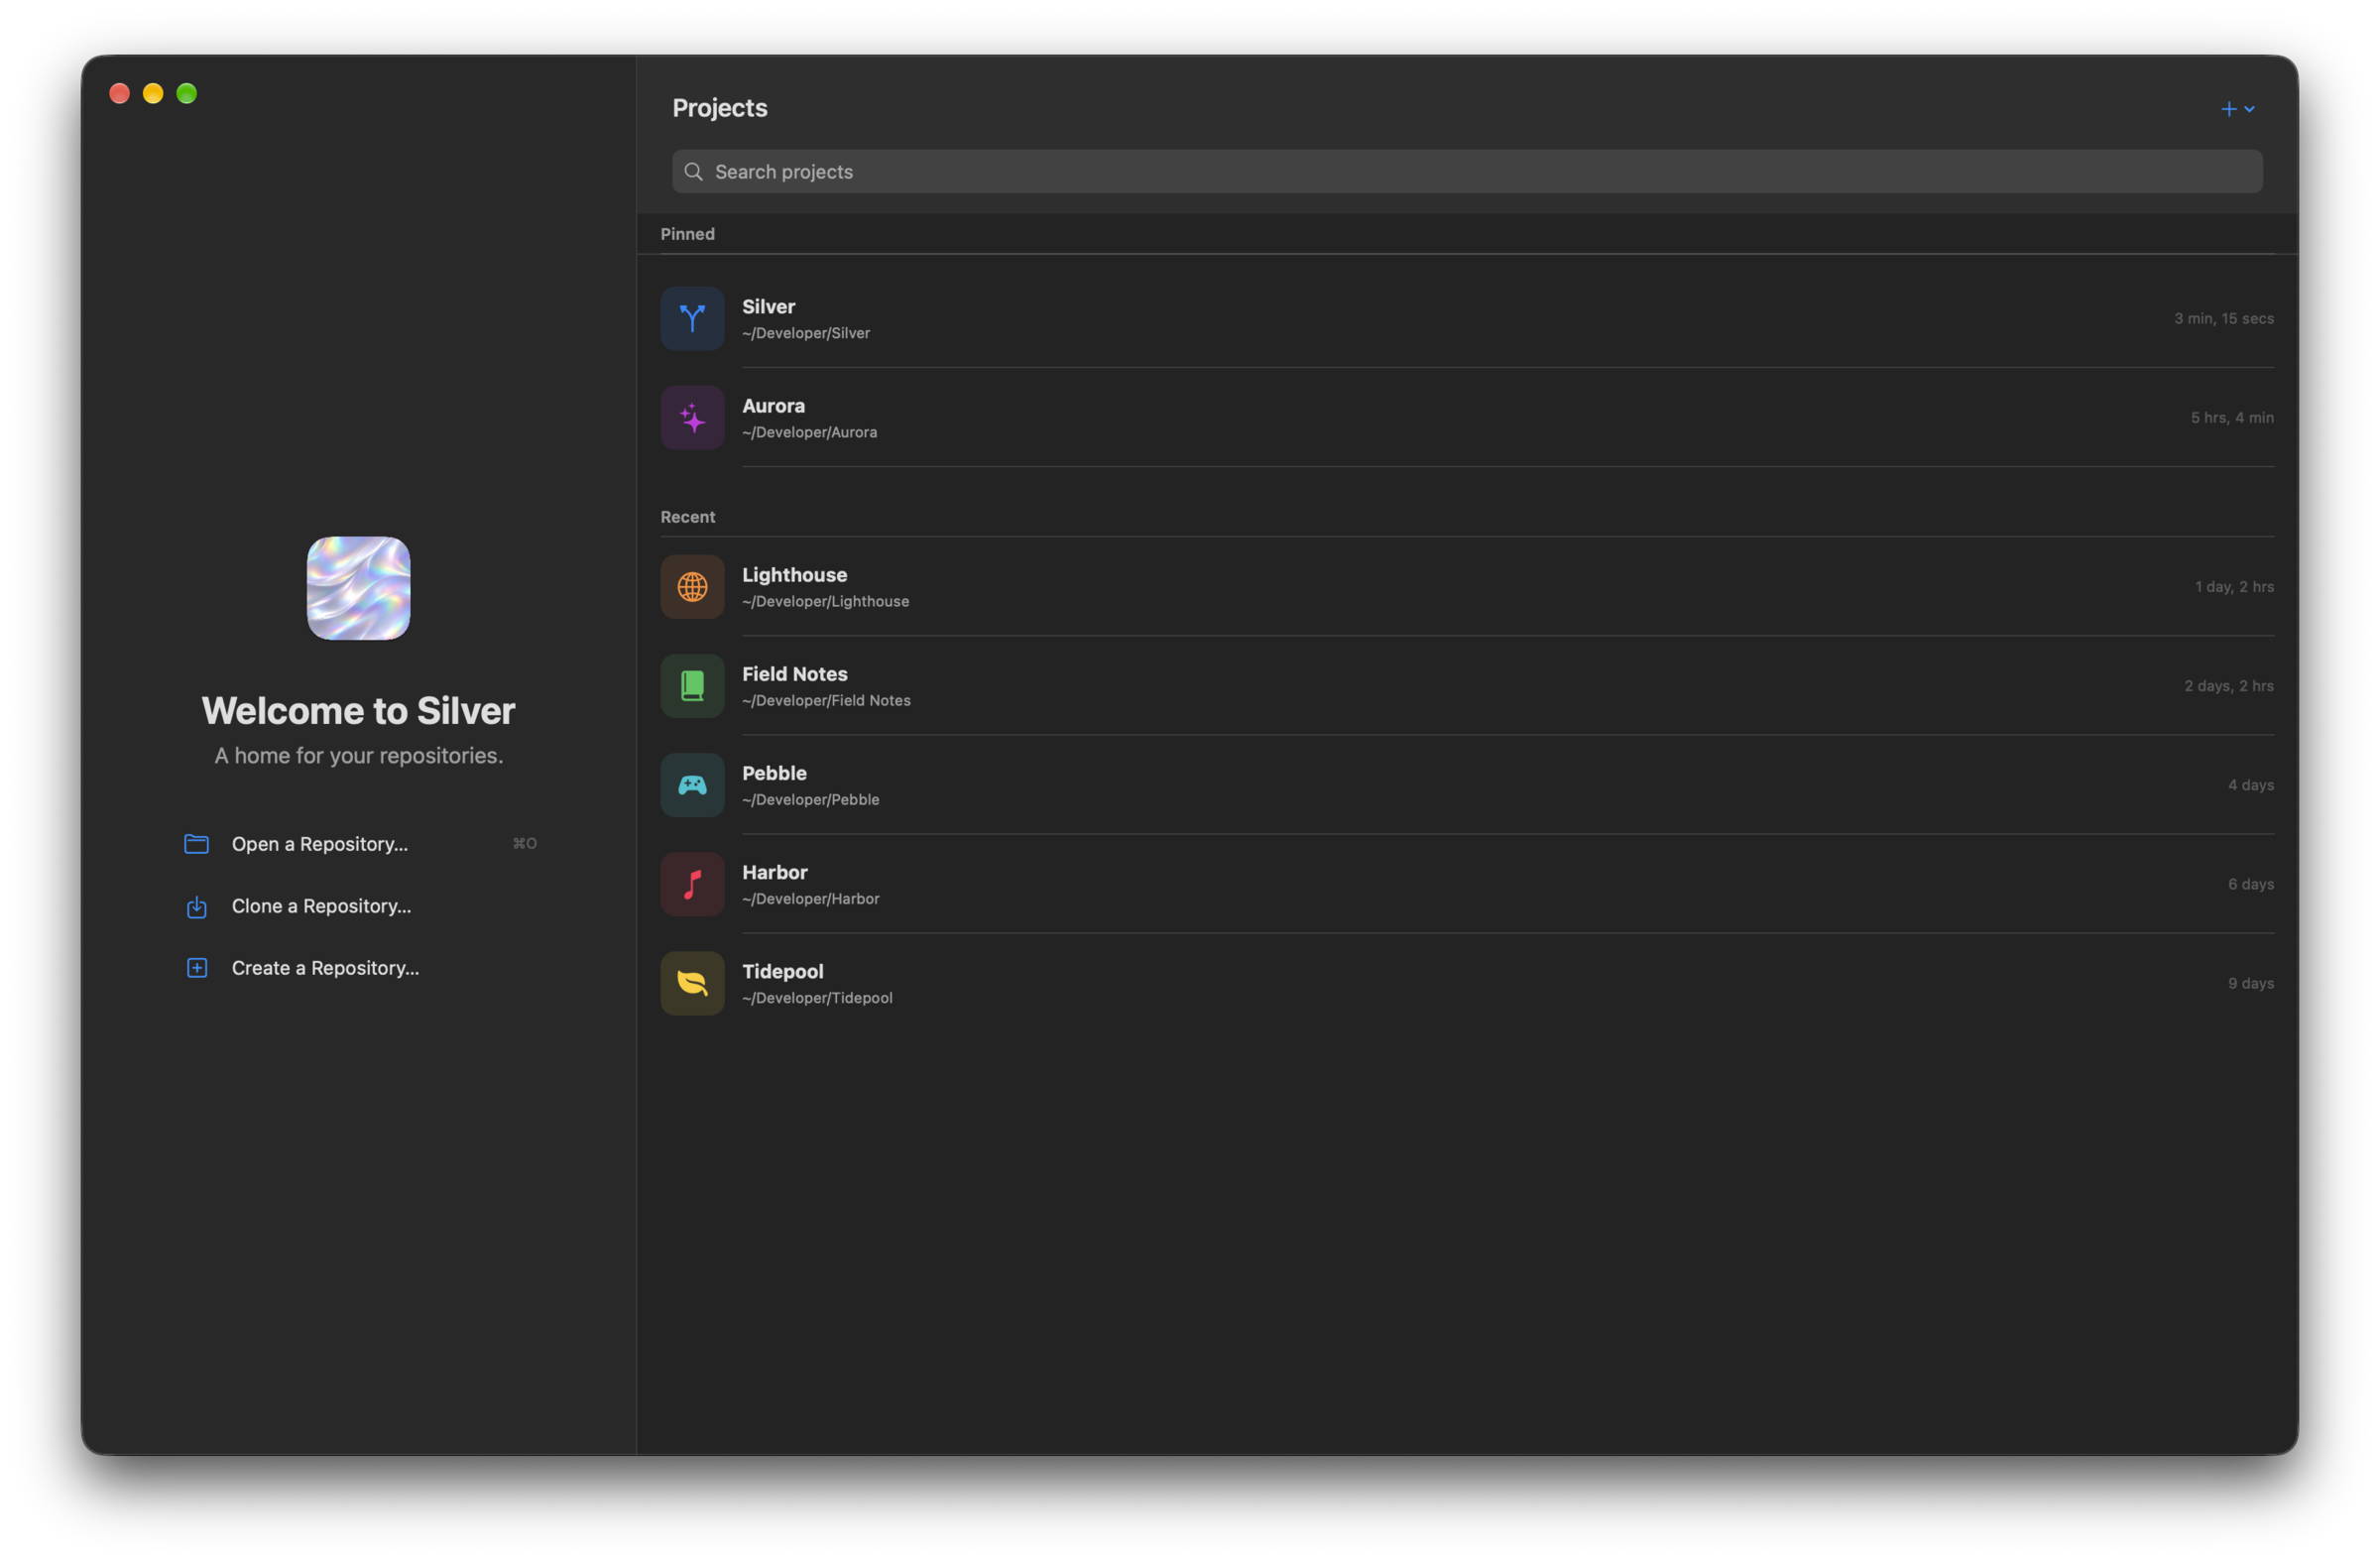 Welcome to Silver
A home for your repositories.
Open a Repository... ⌘O
Clone a Repository...
Create a Repository...
Projects
Search projects
Pinned
Silver
~/Developer/Silver
3 min, 15 secs
Aurora
~/Developer/Aurora
5 hrs, 4 min
Recent
Lighthouse
~/Developer/Lighthouse
1 day, 2 hrs
Field Notes
~/Developer/Field Notes
2 days, 2 hrs
Pebble
~/Developer/Pebble
4 days
Harbor
~/Developer/Harbor
6 days
Tidepool
~/Developer/Tidepool
9 days